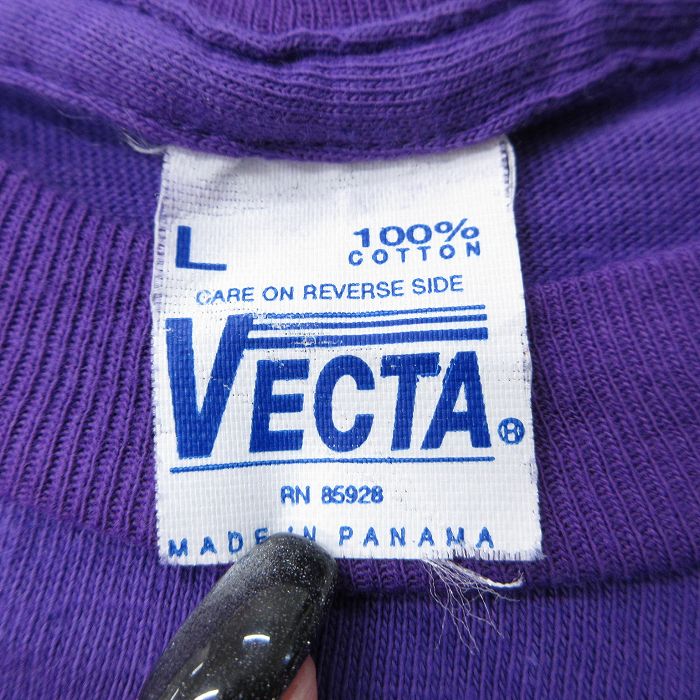 L 100%
COTTON
CARE ON REVERSE SIDE
VECTA®
RN 85928
MADE IN PANAMA